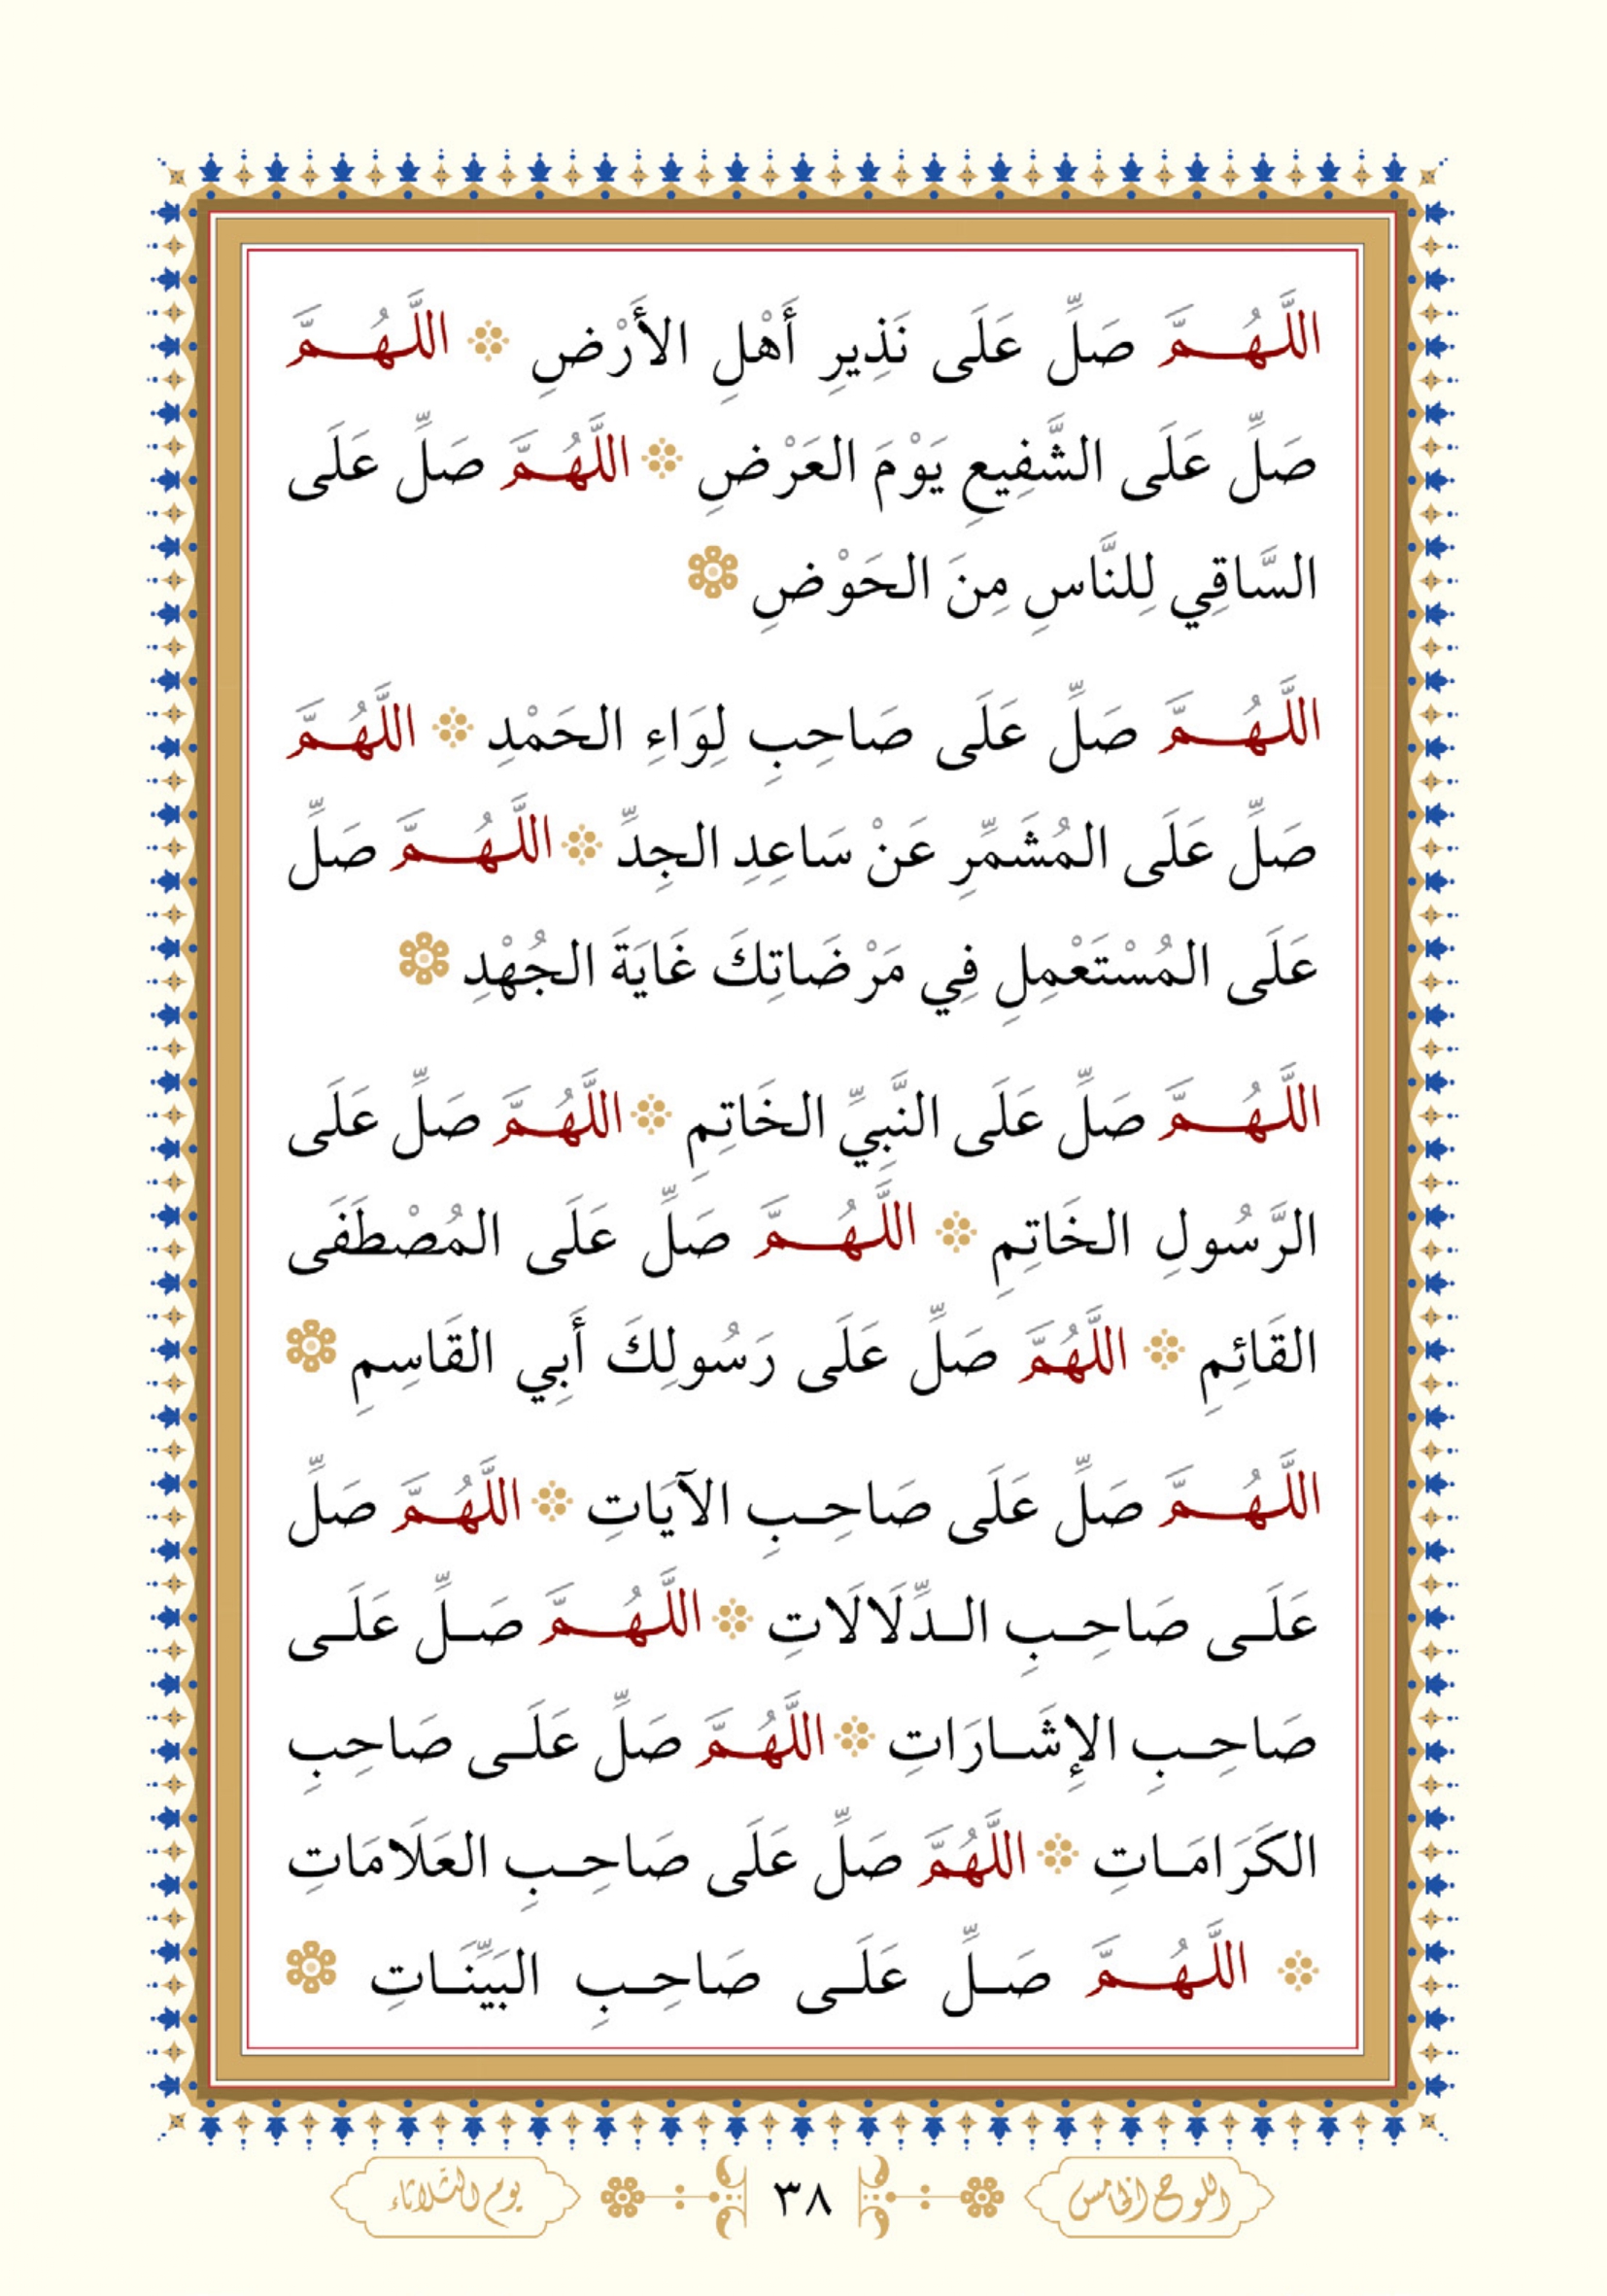 اللَّهُمَّ صَلِّ عَلَى نَذِيرِ أَهْلِ الأَرْضِ اللَّهُمَّ
صَلِّ عَلَى الشَّفِيعِ يَوْمَ العَرْضِ اللَّهُمَّ صَلِّ عَلَى
السَّاقِي لِلنَّاسِ مِنَ الحَوْضِ
اللَّهُمَّ صَلِّ عَلَى صَاحِبِ لِوَاءِ الحَمْدِ اللَّهُمَّ
صَلِّ عَلَى المُشَمِّرِ عَنْ سَاعِدِ الجِدِّ اللَّهُمَّ صَلِّ
عَلَى المُسْتَعْمِلِ فِي مَرْضَاتِكَ غَايَةَ الجُهْدِ
اللَّهُمَّ صَلِّ عَلَى النَّبِيِّ الخَاتِمِ اللَّهُمَّ صَلِّ عَلَى
الرَّسُولِ الخَاتِمِ اللَّهُمَّ صَلِّ عَلَى المُصْطَفَى
القَائِمِ اللَّهُمَّ صَلِّ عَلَى رَسُولِكَ أَبِي القَاسِمِ
اللَّهُمَّ صَلِّ عَلَى صَاحِبِ الآيَاتِ اللَّهُمَّ صَلِّ
عَلَى صَاحِبِ الدِّلَالَاتِ اللَّهُمَّ صَلِّ عَلَى
صَاحِبِ الإِشَارَاتِ اللَّهُمَّ صَلِّ عَلَى صَاحِبِ
الكَرَامَاتِ اللَّهُمَّ صَلِّ عَلَى صَاحِبِ العَلَامَاتِ
اللَّهُمَّ صَلِّ عَلَى صَاحِبِ البَيِّنَاتِ
اللوح الخامس ٣٨ يوم الثلاثاء